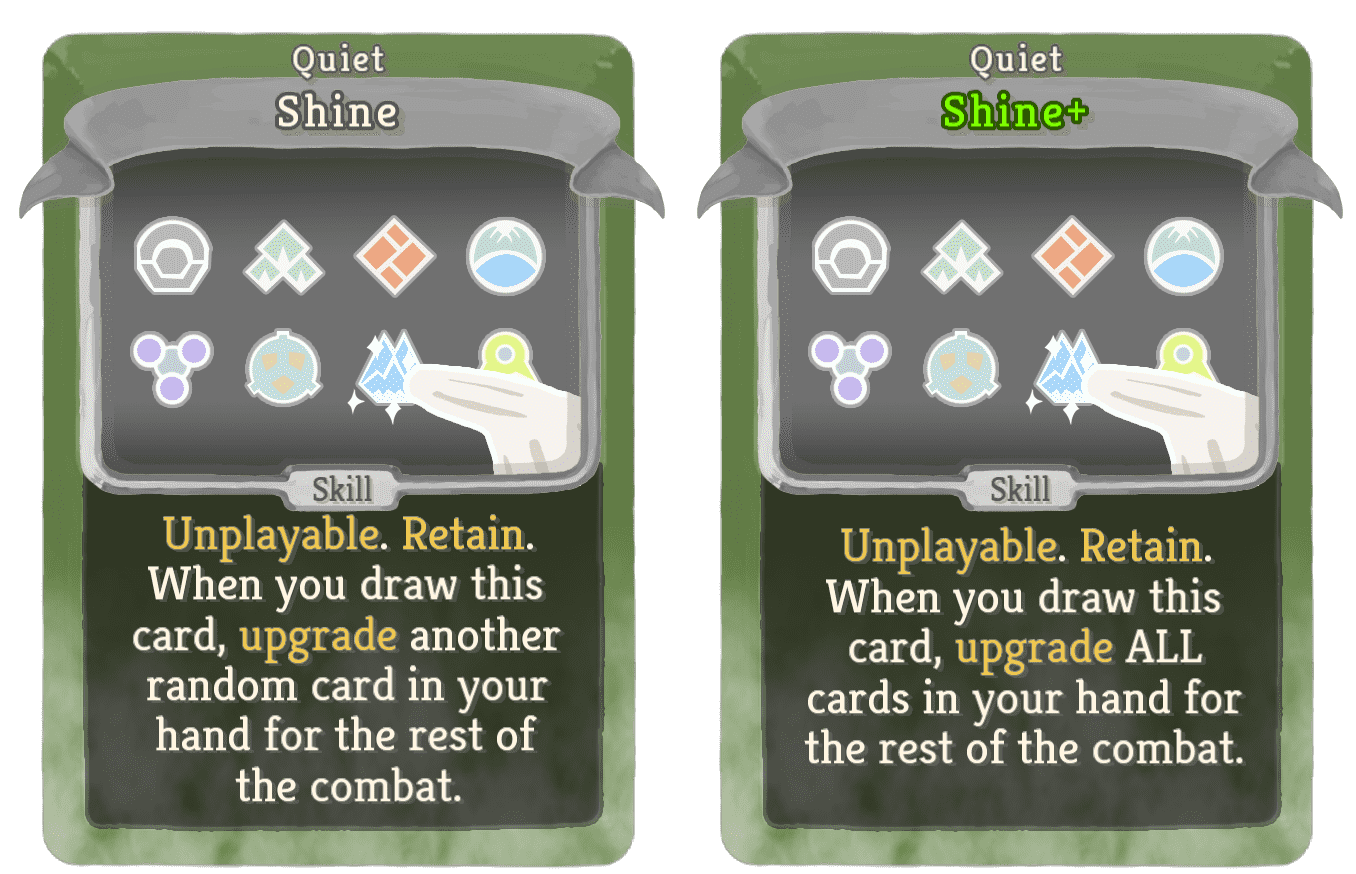 Quiet
Shine
Skill
Unplayable. Retain.
When you draw this
card, upgrade another
random card in your
hand for the rest of
the combat.
Quiet
Shine+
Skill
Unplayable. Retain.
When you draw this
card, upgrade ALL
cards in your hand for
the rest of the combat.